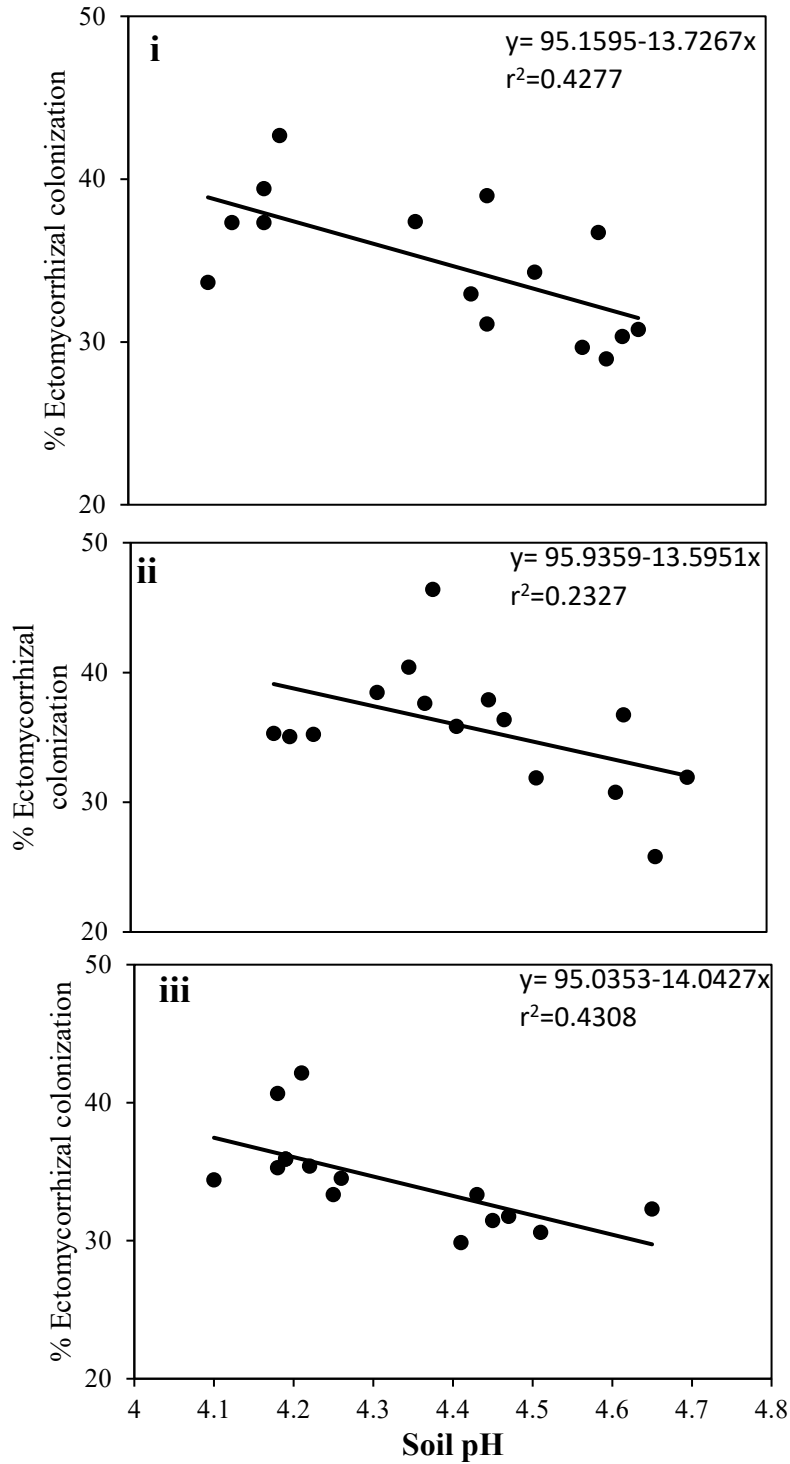 i
y= 95.1595-13.7267x
r²=0.4277
% Ectomycorrhizal colonization
50
40
30
20
ii
y= 95.9359-13.5951x
r²=0.2327
% Ectomycorrhizal
colonization
50
40
30
20
iii
y= 95.0353-14.0427x
r²=0.4308
% Ectomycorrhizal colonization
50
40
30
20
4 4.1 4.2 4.3 4.4 4.5 4.6 4.7 4.8
Soil pH